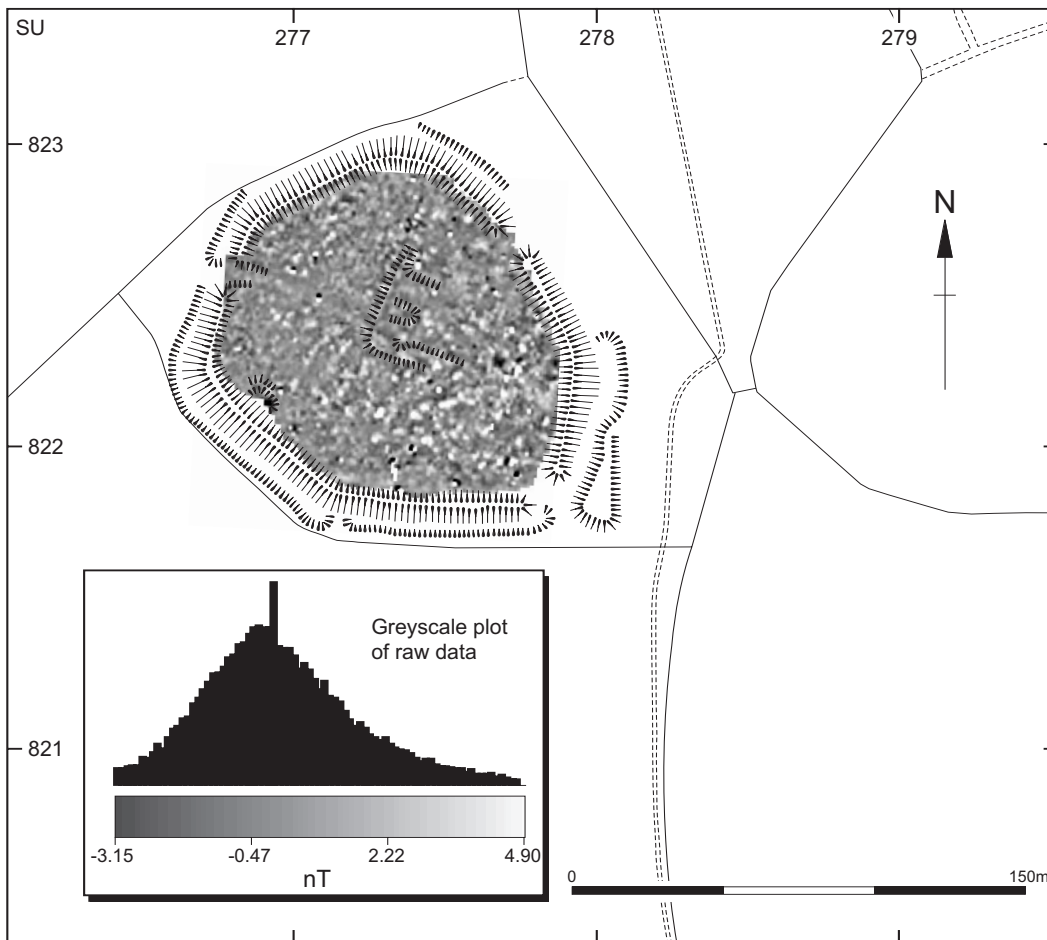 SU
277
278
279
823
N
822
Greyscale plot
of raw data
821
-3.15
-0.47
2.22
4.90
nT
0
150m